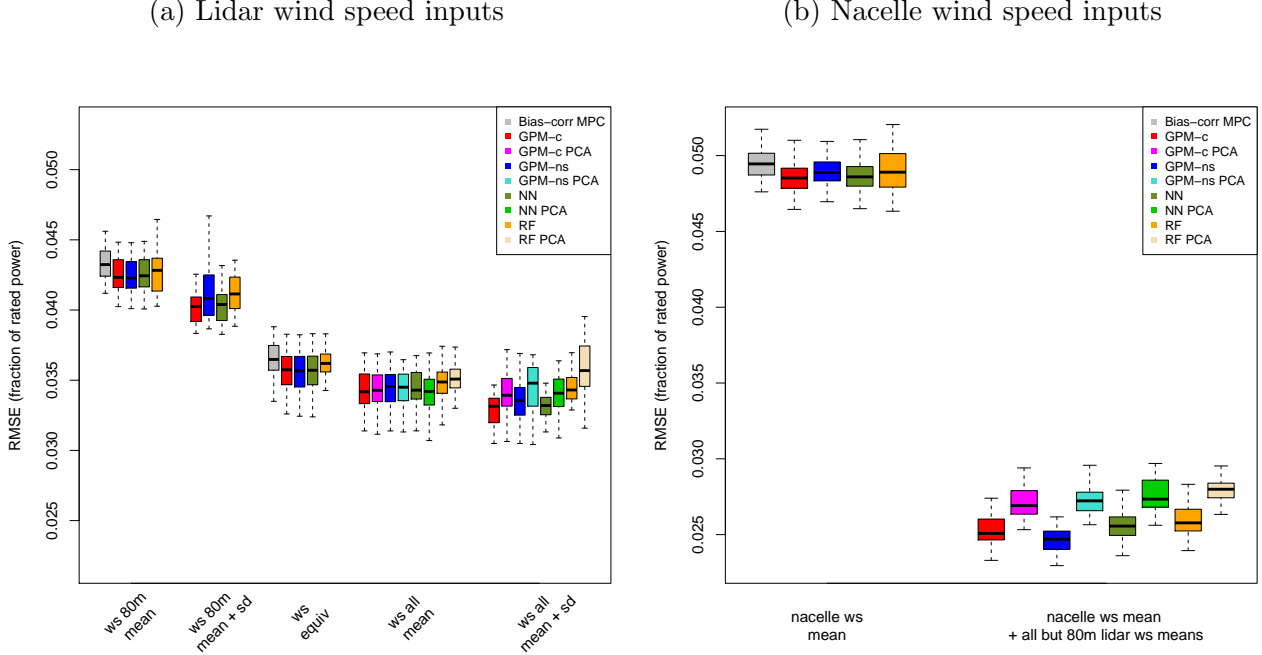 (a) Lidar wind speed inputs
RMSE (fraction of rated power)
0.050
0.045
0.040
0.035
0.030
0.025
Bias−corr MPC
GPM−c
GPM−c PCA
GPM−ns
GPM−ns PCA
NN
NN PCA
RF
RF PCA
ws 80m
mean
ws 80m
mean + sd
ws
equiv
ws all
mean
ws all
mean + sd
(b) Nacelle wind speed inputs
RMSE (fraction of rated power)
0.050
0.045
0.040
0.035
0.030
0.025
Bias−corr MPC
GPM−c
GPM−c PCA
GPM−ns
GPM−ns PCA
NN
NN PCA
RF
RF PCA
nacelle ws
mean
nacelle ws mean
+ all but 80m lidar ws means